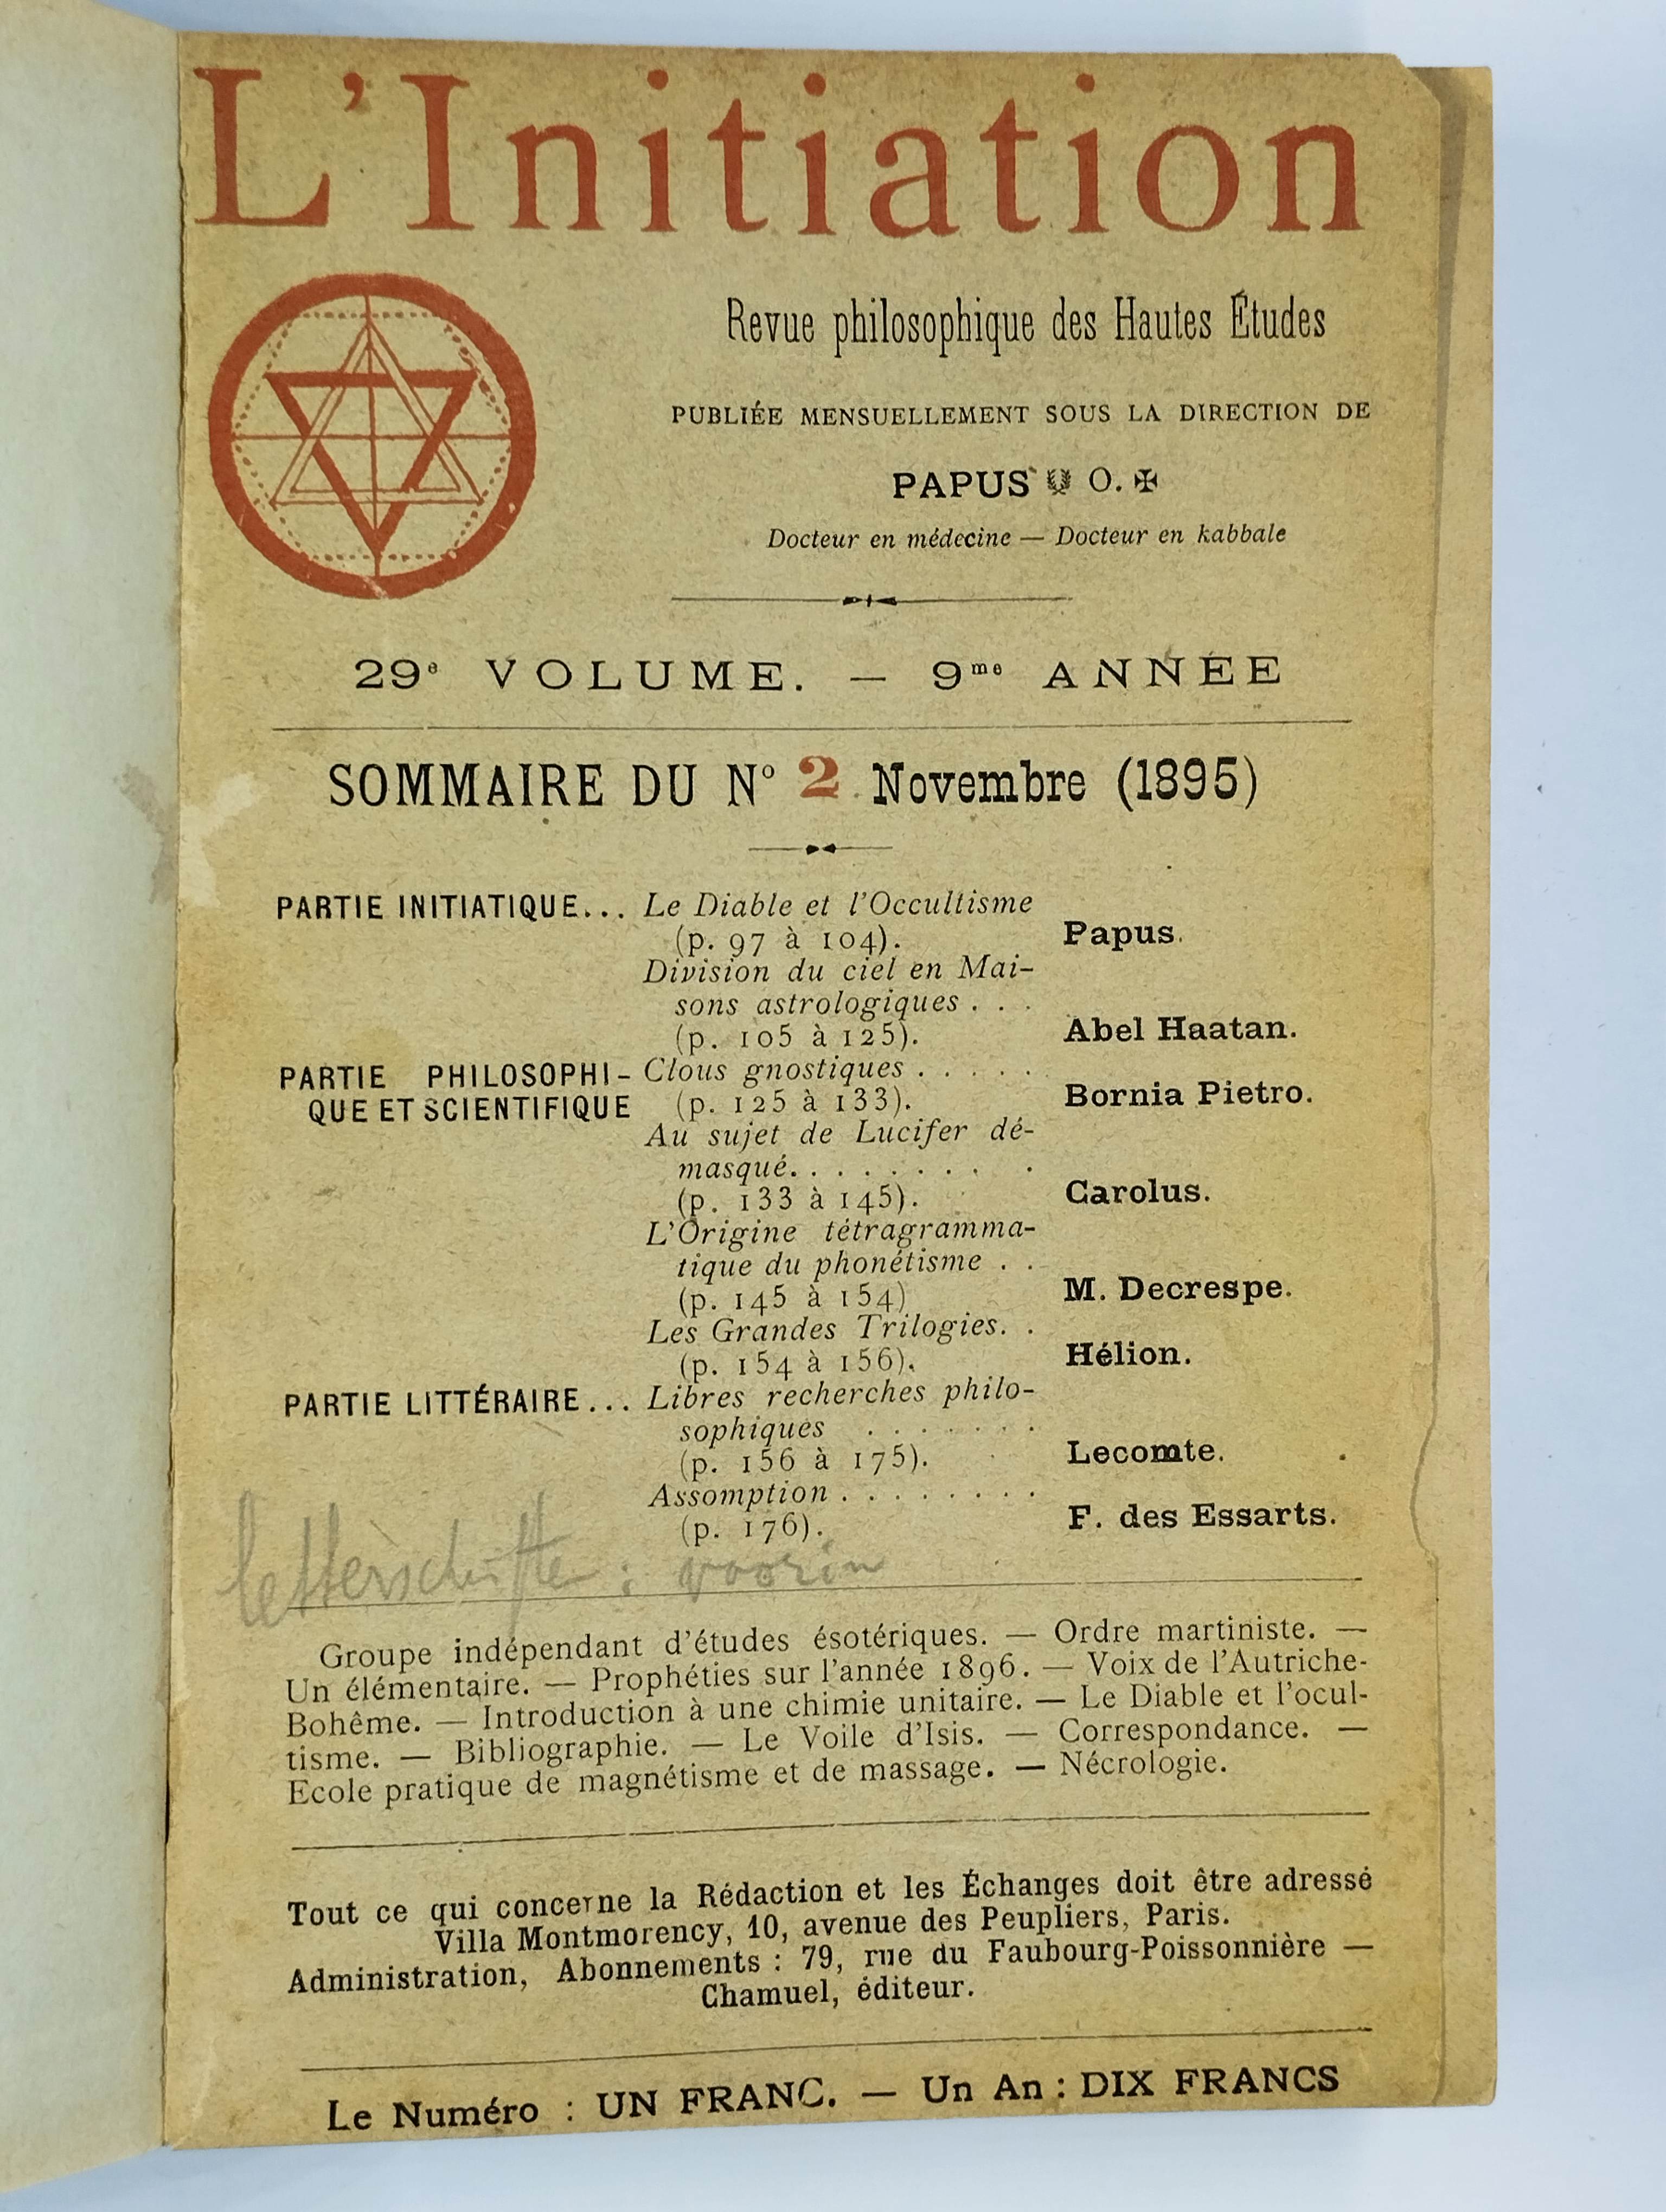 L'Initiation
Revue philosophique des Hautes Études
PUBLIÉE MENSUELLEMENT SOUS LA DIRECTION DE
PAPUS O. ✠
Docteur en médecine — Docteur en kabbale
29e VOLUME. — 9me ANNÉE
SOMMAIRE DU No 2 Novembre (1895)
PARTIE INITIATIQUE... Le Diable et l'Occultisme
(p. 97 à 104). Papus.
Division du ciel en Mai-
sons astrologiques . . .
(p. 105 à 125). Abel Haatan.
PARTIE PHILOSOPHI- Clous gnostiques . . . . .
QUE ET SCIENTIFIQUE (p. 125 à 133). Bornia Pietro.
Au sujet de Lucifer dé-
masqué. . . . . . . . .
(p. 133 à 145). Carolus.
L'Origine tétragramma-
tique du phonétisme . .
(p. 145 à 154) M. Decrespe.
Les Grandes Trilogies. .
(p. 154 à 156). Hélion.
PARTIE LITTÉRAIRE... Libres recherches philo-
sophiques . . . . . . .
(p. 156 à 175). Lecomte.
Assomption . . . . . . . .
(p. 176). F. des Essarts.
Groupe indépendant d'études ésotériques. — Ordre martiniste. —
Un élémentaire. — Prophéties sur l'année 1896. — Voix de l'Autriche-
Bohême. — Introduction à une chimie unitaire. — Le Diable et l'ocul-
tisme. — Bibliographie. — Le Voile d'Isis. — Correspondance. —
Ecole pratique de magnétisme et de massage. — Nécrologie.
Tout ce qui concerne la Rédaction et les Échanges doit être adressé
Villa Montmorency, 10, avenue des Peupliers, Paris.
Administration, Abonnements : 79, rue du Faubourg-Poissonnière —
Chamuel, éditeur.
Le Numéro : UN FRANC. — Un An : DIX FRANCS